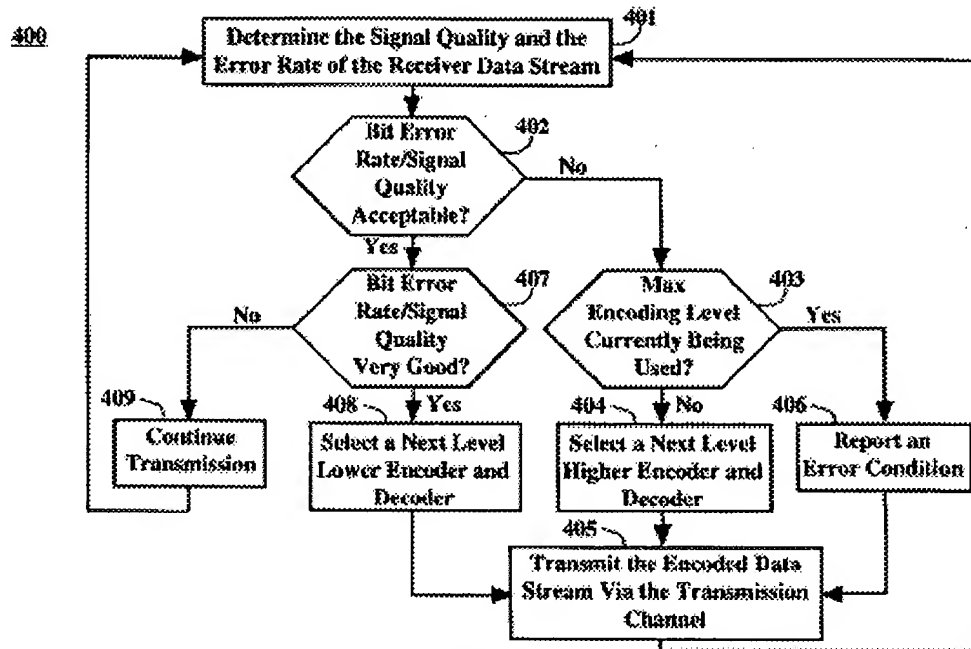 400
401
Determine the Signal Quality and the
Error Rate of the Receiver Data Stream
402
Bit Error
Rate/Signal
Quality
Acceptable?
No
Yes
407
Bit Error
Rate/Signal
Quality
Very Good?
No
Yes
403
Max
Encoding Level
Currently Being
Used?
Yes
No
409
Continue
Transmission
408
Select a Next Level
Lower Encoder and
Decoder
404
Select a Next Level
Higher Encoder and
Decoder
406
Report an
Error Condition
405
Transmit the Encoded Data
Stream Via the Transmission
Channel